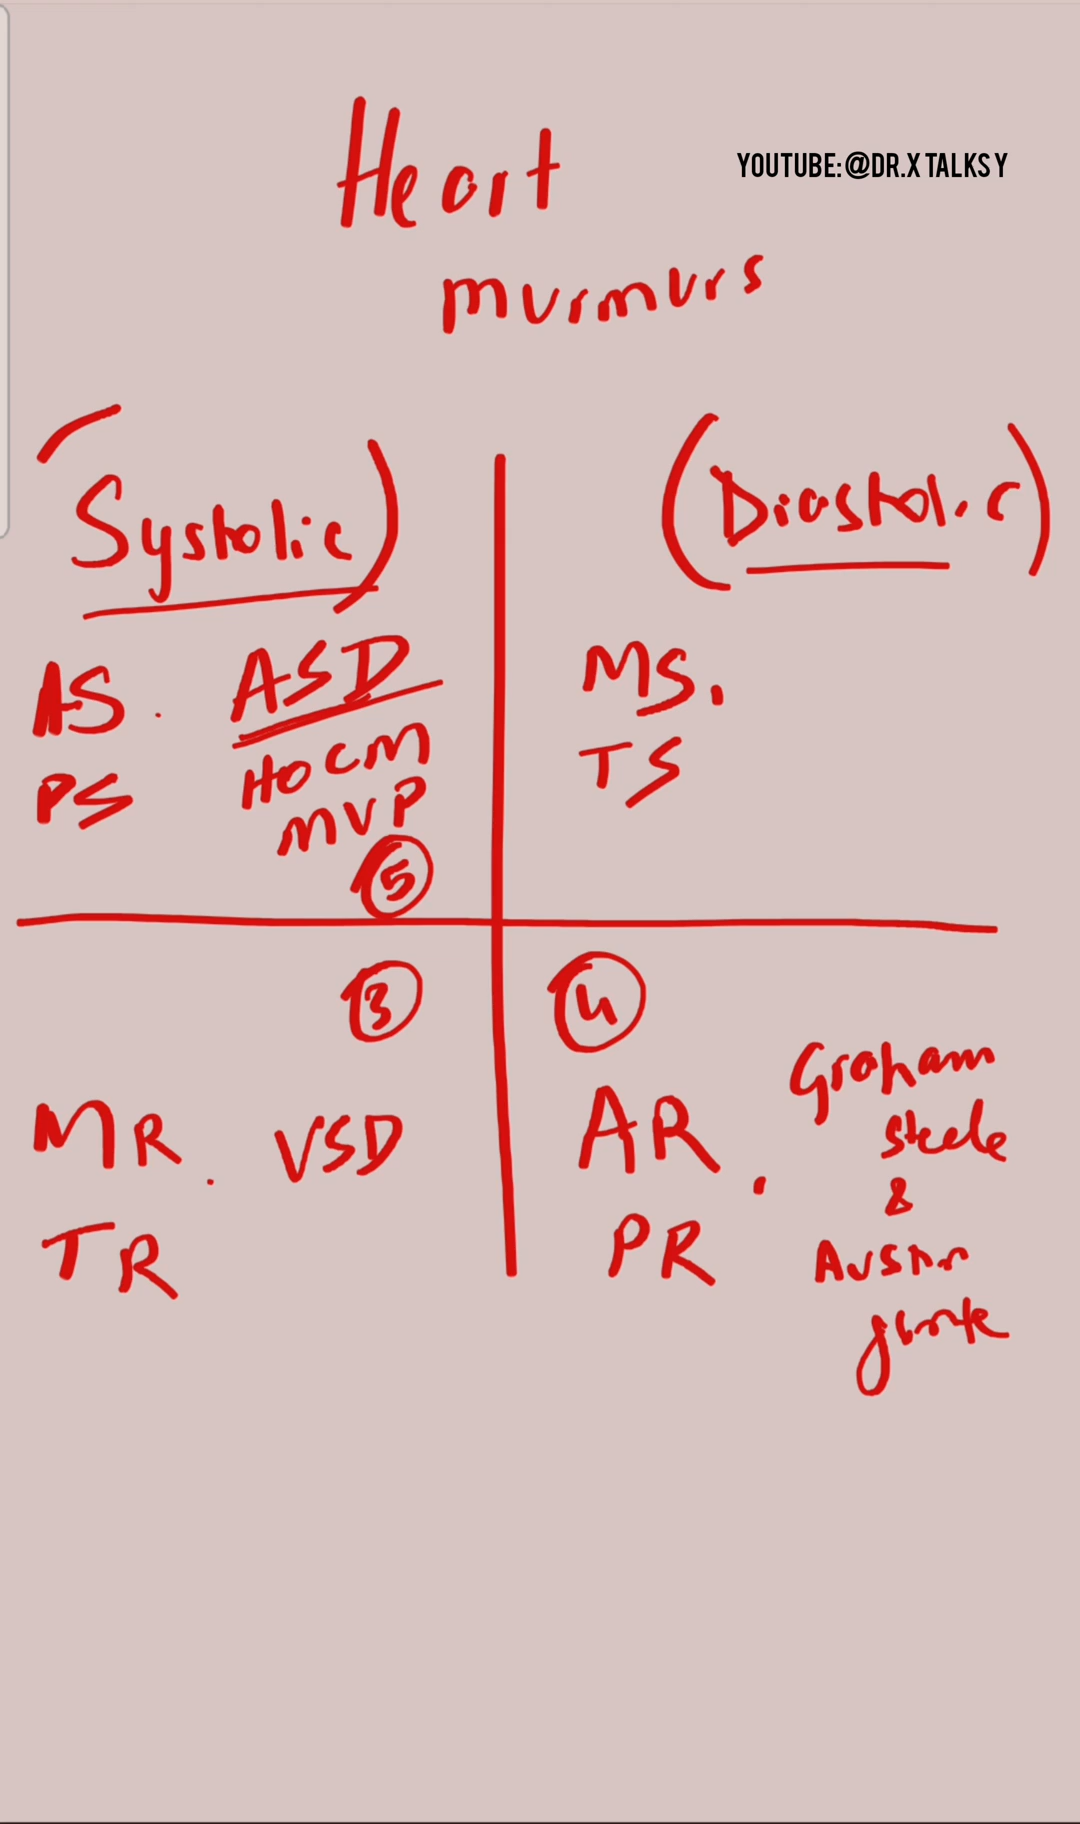 Heart
YOUTUBE:@DR.X TALKS Y
murmurs
Systolic)
(Diastolic)
AS. ASD
PS HOCM
MVP
5
MS.
TS
3
MR. VSD
TR
4
AR.
PR
Graham
Steele
&
Austin